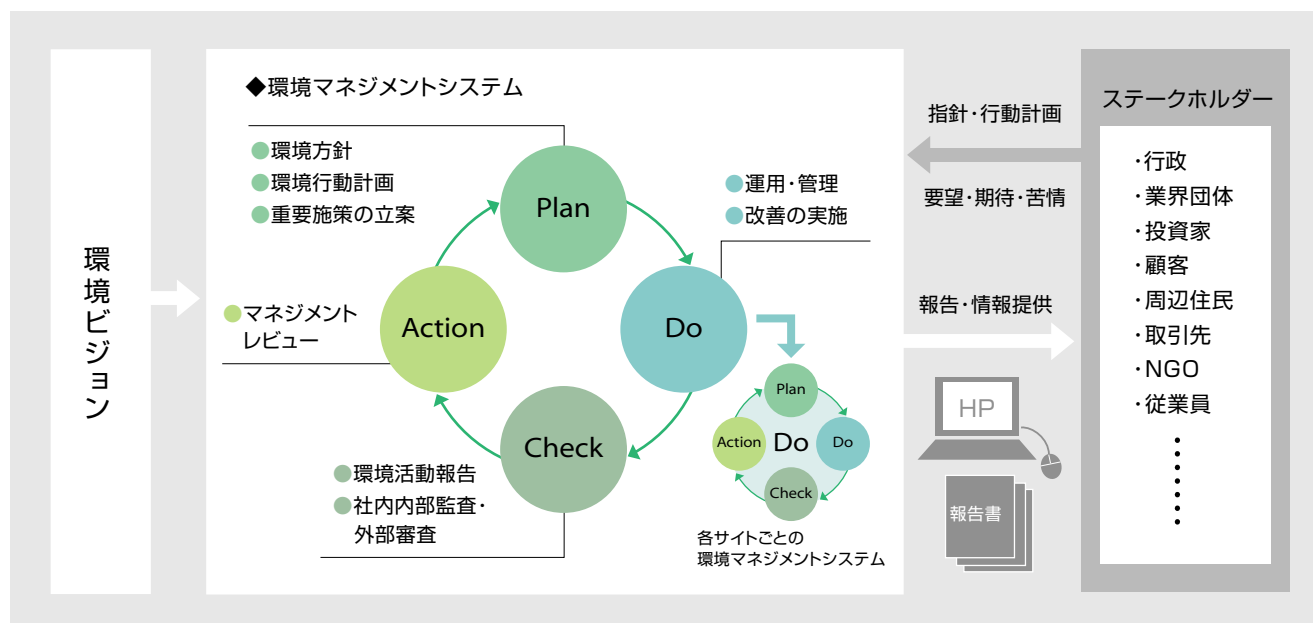 環境ビジョン
◆環境マネジメントシステム
●環境方針
●環境行動計画
●重要施策の立案
Plan
●運用・管理
●改善の実施
Do
●マネジメント
レビュー
Action
Check
●環境活動報告
●社内内部監査・
外部審査
Plan
Action
Do
Do
Check
各サイトごとの
環境マネジメントシステム
指針・行動計画
要望・期待・苦情
報告・情報提供
HP
報告書
ステークホルダー
・行政
・業界団体
・投資家
・顧客
・周辺住民
・取引先
・NGO
・従業員